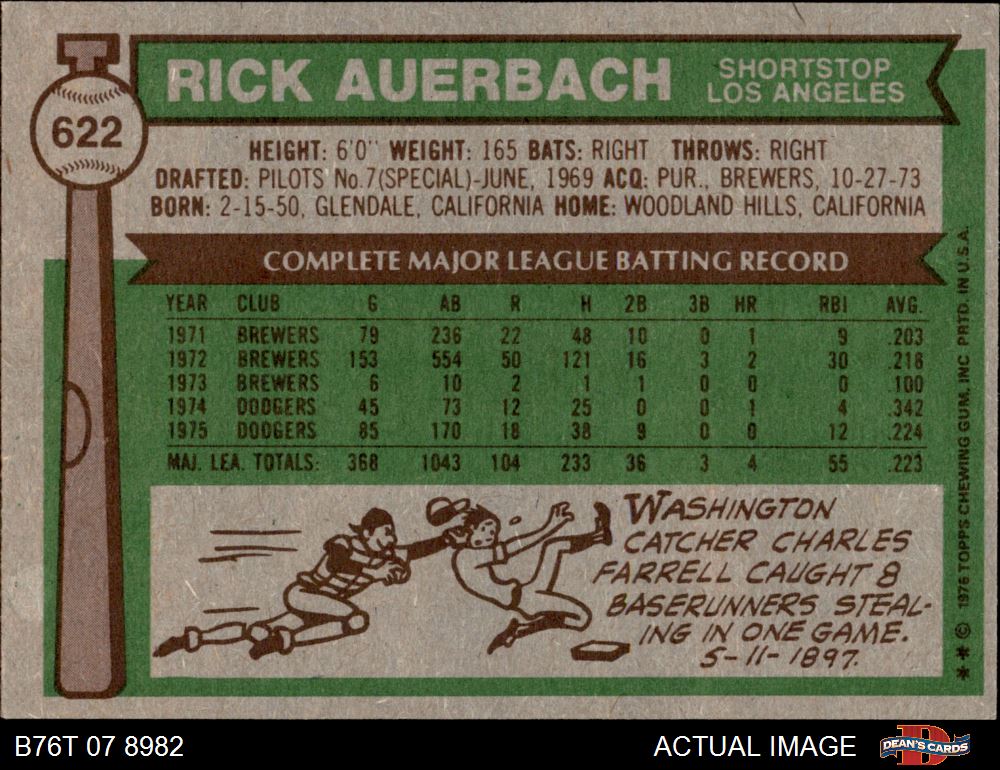 RICK AUERBACH
SHORTSTOP
LOS ANGELES
622
HEIGHT: 6'0" WEIGHT: 165 BATS: RIGHT THROWS: RIGHT
DRAFTED: PILOTS No.7(SPECIAL)-JUNE, 1969 ACQ: PUR., BREWERS, 10-27-73
BORN: 2-15-50, GLENDALE, CALIFORNIA HOME: WOODLAND HILLS, CALIFORNIA
COMPLETE MAJOR LEAGUE BATTING RECORD
YEAR CLUB G AB R H 2B 3B HR RBI AVG.
1971 BREWERS 79 236 22 48 10 0 1 9 .203
1972 BREWERS 153 554 50 121 16 3 2 30 .218
1973 BREWERS 6 10 2 1 1 0 0 0 .100
1974 DODGERS 45 73 12 25 0 0 1 4 .342
1975 DODGERS 85 170 18 38 9 0 0 12 .224
MAJ. LEA. TOTALS: 368 1043 104 233 36 3 4 55 .223
WASHINGTON
CATCHER CHARLES
FARRELL CAUGHT 8
BASERUNNERS STEAL-
ING IN ONE GAME.
5-11-1897.
** © 1976 TOPPS CHEWING GUM, INC. PRTD. IN U.S.A.
B76T 07 8982
ACTUAL IMAGE
DEAN'S CARDS